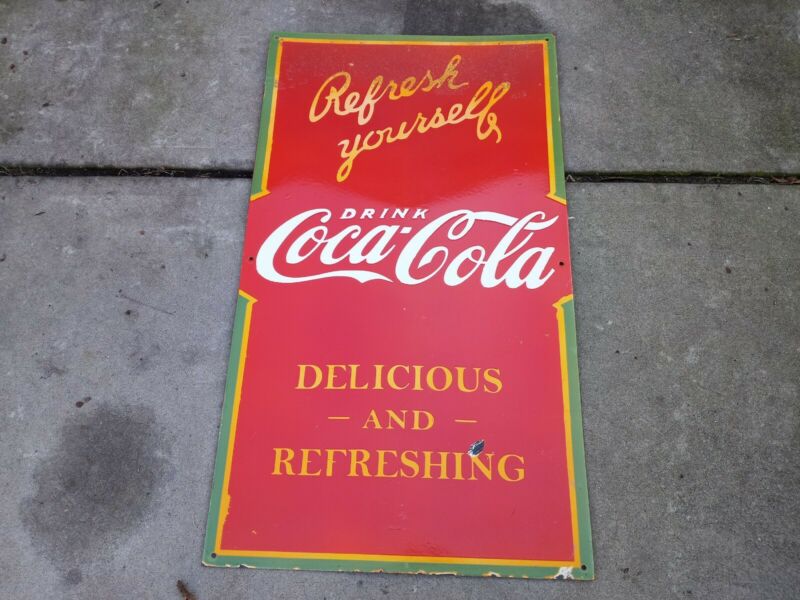 Refresh
yourself
DRINK
Coca-Cola
DELICIOUS
— AND —
REFRESHING